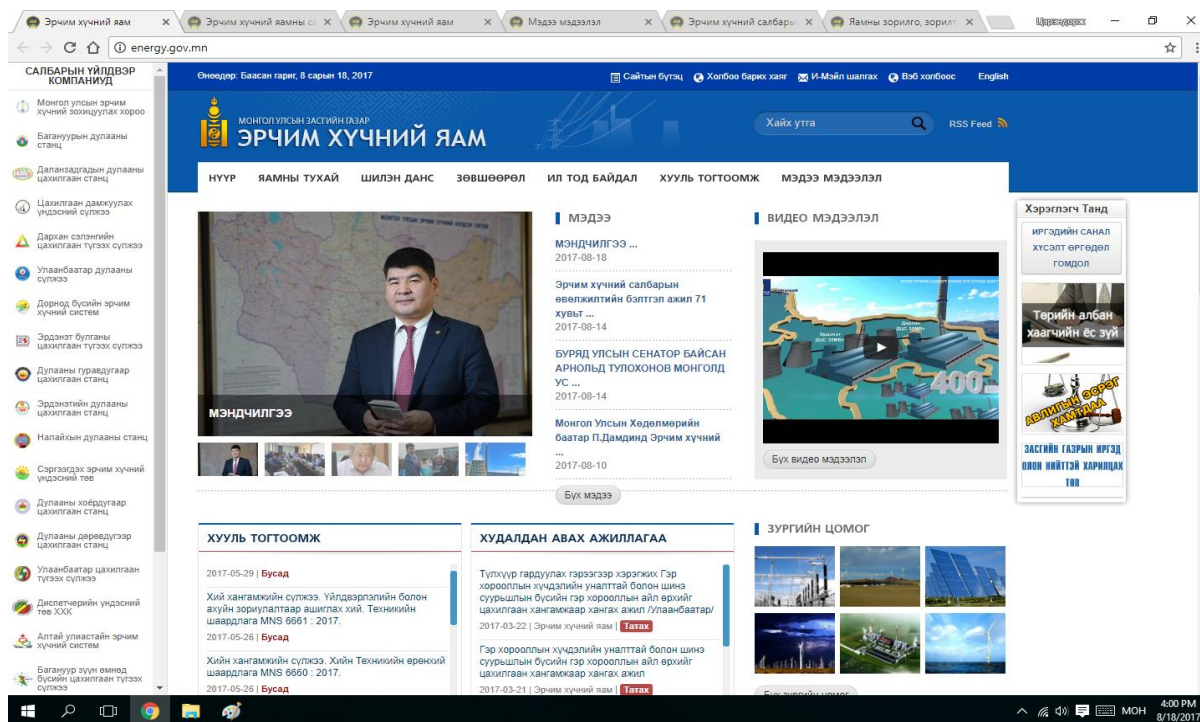 Эрчим хүчний яам
Эрчим хүчний яамны
Эрчим хүчний яам
Мэдээ мэдээлэл
Эрчим хүчний салбары
Яамны зорилго, зорилт
energy.gov.mn
САЛБАРЫН ҮЙЛДВЭР
КОМПАНИУД
Монгол улсын эрчим
хүчний зохицуулах хороо
Багануурын дулааны
станц
Даланзадгадын дулааны
цахилгаан станц
Цахилгаан дамжуулах
үндэсний сүлжээ
Дархан сэлэнгийн
цахилгаан түгээх сүлжээ
Улаанбаатар дулааны
сүлжээ
Дорнод бүсийн эрчим
хүчний систем
Эрдэнэт булганы
цахилгаан түгээх сүлжээ
Дулааны гуравдугаар
цахилгаан станц
Эрдэнэтийн дулааны
цахилгаан станц
Налайхын дулааны станц
Сэргээгдэх эрчим хүчний
үндэсний төв
Дулааны хоёрдугаар
цахилгаан станц
Дулааны дөрөвдүгээр
цахилгаан станц
Улаанбаатар цахилгаан
түгээх сүлжээ
Диспетчерийн үндэсний
төв ХХК
Алтай улиастайн эрчим
хүчний систем
Багануур зүүн өмнөд
бүсийн цахилгаан түгээх
сүлжээ
Өнөөдөр: Баасан гариг, 8 сарын 18, 2017
Сайтын бүтэц
Холбоо барих хаяг
И-Мэйл шалгах
Вэб холбоос
English
МОНГОЛ УЛСЫН ЗАСГИЙН ГАЗАР
ЭРЧИМ ХҮЧНИЙ ЯАМ
Хайх утга
RSS Feed
НҮҮР
ЯАМНЫ ТУХАЙ
ШИЛЭН ДАНС
ЗӨВШӨӨРӨЛ
ИЛ ТОД БАЙДАЛ
ХУУЛЬ ТОГТООМЖ
МЭДЭЭ МЭДЭЭЛЭЛ
МЭНДЧИЛГЭЭ
МЭДЭЭ
МЭНДЧИЛГЭЭ ...
2017-08-18
Эрчим хүчний салбарын
өвөлжилтийн бэлтгэл ажил 71
хувьт ...
2017-08-14
БУРЯД УЛСЫН СЕНАТОР БАЙСАН
АРНОЛЬД ТУЛОХОНОВ МОНГОЛД
УС ...
2017-08-14
Монгол Улсын Хөдөлмөрийн
баатар П.Дамдинд Эрчим хүчний
...
2017-08-10
Бүх мэдээ
ВИДЕО МЭДЭЭЛЭЛ
400
Бүх видео мэдээлэл
Хэрэглэгч Танд
ИРГЭДИЙН САНАЛ
ХҮСЭЛТ ӨРГӨДӨЛ
ГОМДОЛ
Төрийн албан
хаагчийн ёс зүй
АВЛИГЫН ЭСРЭГ
ХАМТДАА
ЗАСГИЙН ГАЗРЫН ИРГЭД
ОЛОН НИЙТТЭЙ ХАРИЛЦАХ
ТӨВ
ХУУЛЬ ТОГТООМЖ
2017-05-29 | Бусад
Хий хангамжийн сүлжээ. Үйлдвэрлэлийн болон
ахуйн зориулалтаар ашиглах хий. Техникийн
шаардлага MNS 6661 : 2017.
2017-05-26 | Бусад
Хийн хангамжийн сүлжээ. Хийн Техникийн ерөнхий
шаардлага MNS 6660 : 2017.
2017-05-26 | Бусад
ХУДАЛДАН АВАХ АЖИЛЛАГАА
Түлхүүр гардуулах гэрээгээр хэрэгжих Гэр
хорооллын хүчдэлийн уналттай болон шинэ
суурьшлын бүсийн гэр хорооллын айл өрхийг
цахилгаан хангамжаар хангах ажил /Улаанбаатар/
2017-03-22 | Эрчим хүчний яам | Татах
Гэр хорооллын хүчдэлийн уналттай болон шинэ
суурьшлын бүсийн гэр хорооллын айл өрхийг
цахилгаан хангамжаар хангах ажил
2017-03-21 | Эрчим хүчний яам | Татах
ЗУРГИЙН ЦОМОГ
Бүх зургийн цомог
МОН
4:00 PM
8/18/2017